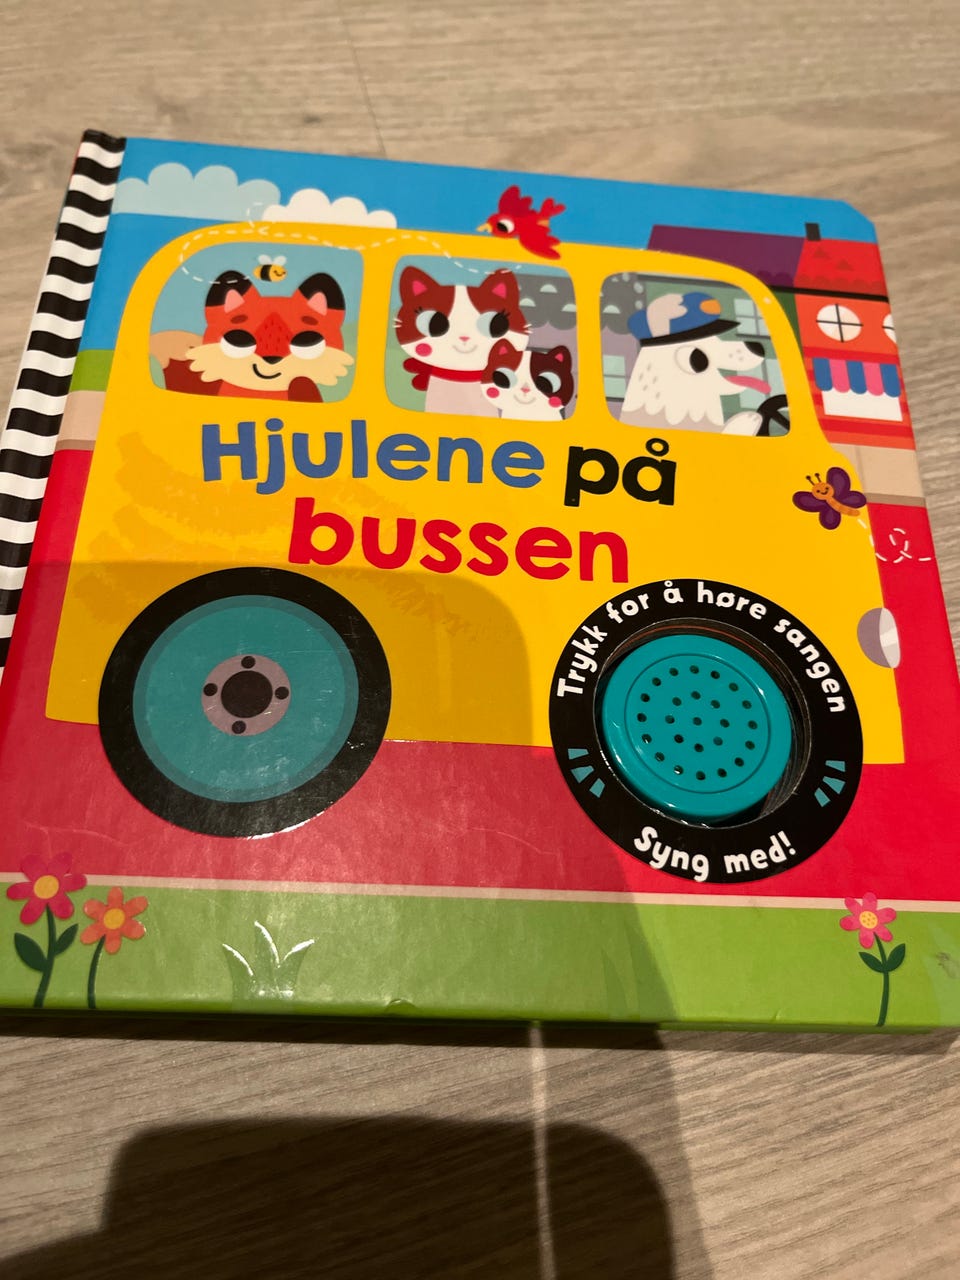 Hjulene på
bussen
Trykk for å høre sangen
Syng med!